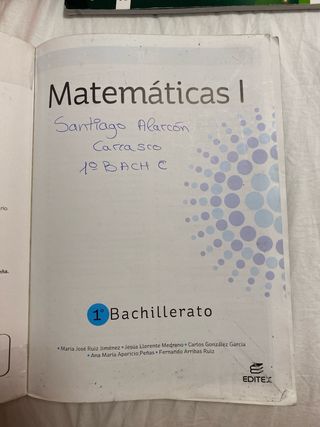 Matemáticas I
Santiago Alarcón
Carrasco
1º BACH C
1º Bachillerato
• María José Ruiz Jiménez • Jesús Llorente Medrano • Carlos González García
• Ana María Aparicio Peñas • Fernando Arribas Ruiz
EDITEX